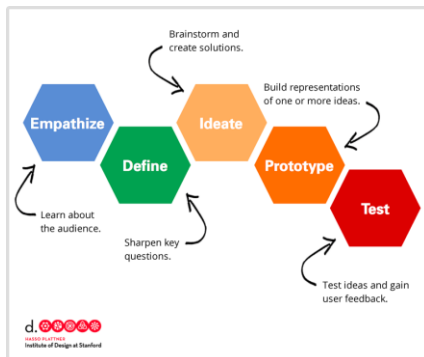 Brainstorm and
create solutions.
Build representations
of one or more ideas.
Empathize
Ideate
Define
Prototype
Test
Learn about
the audience.
Sharpen key
questions.
Test ideas and gain
user feedback.
d.
HASSO PLATTNER
Institute of Design at Stanford